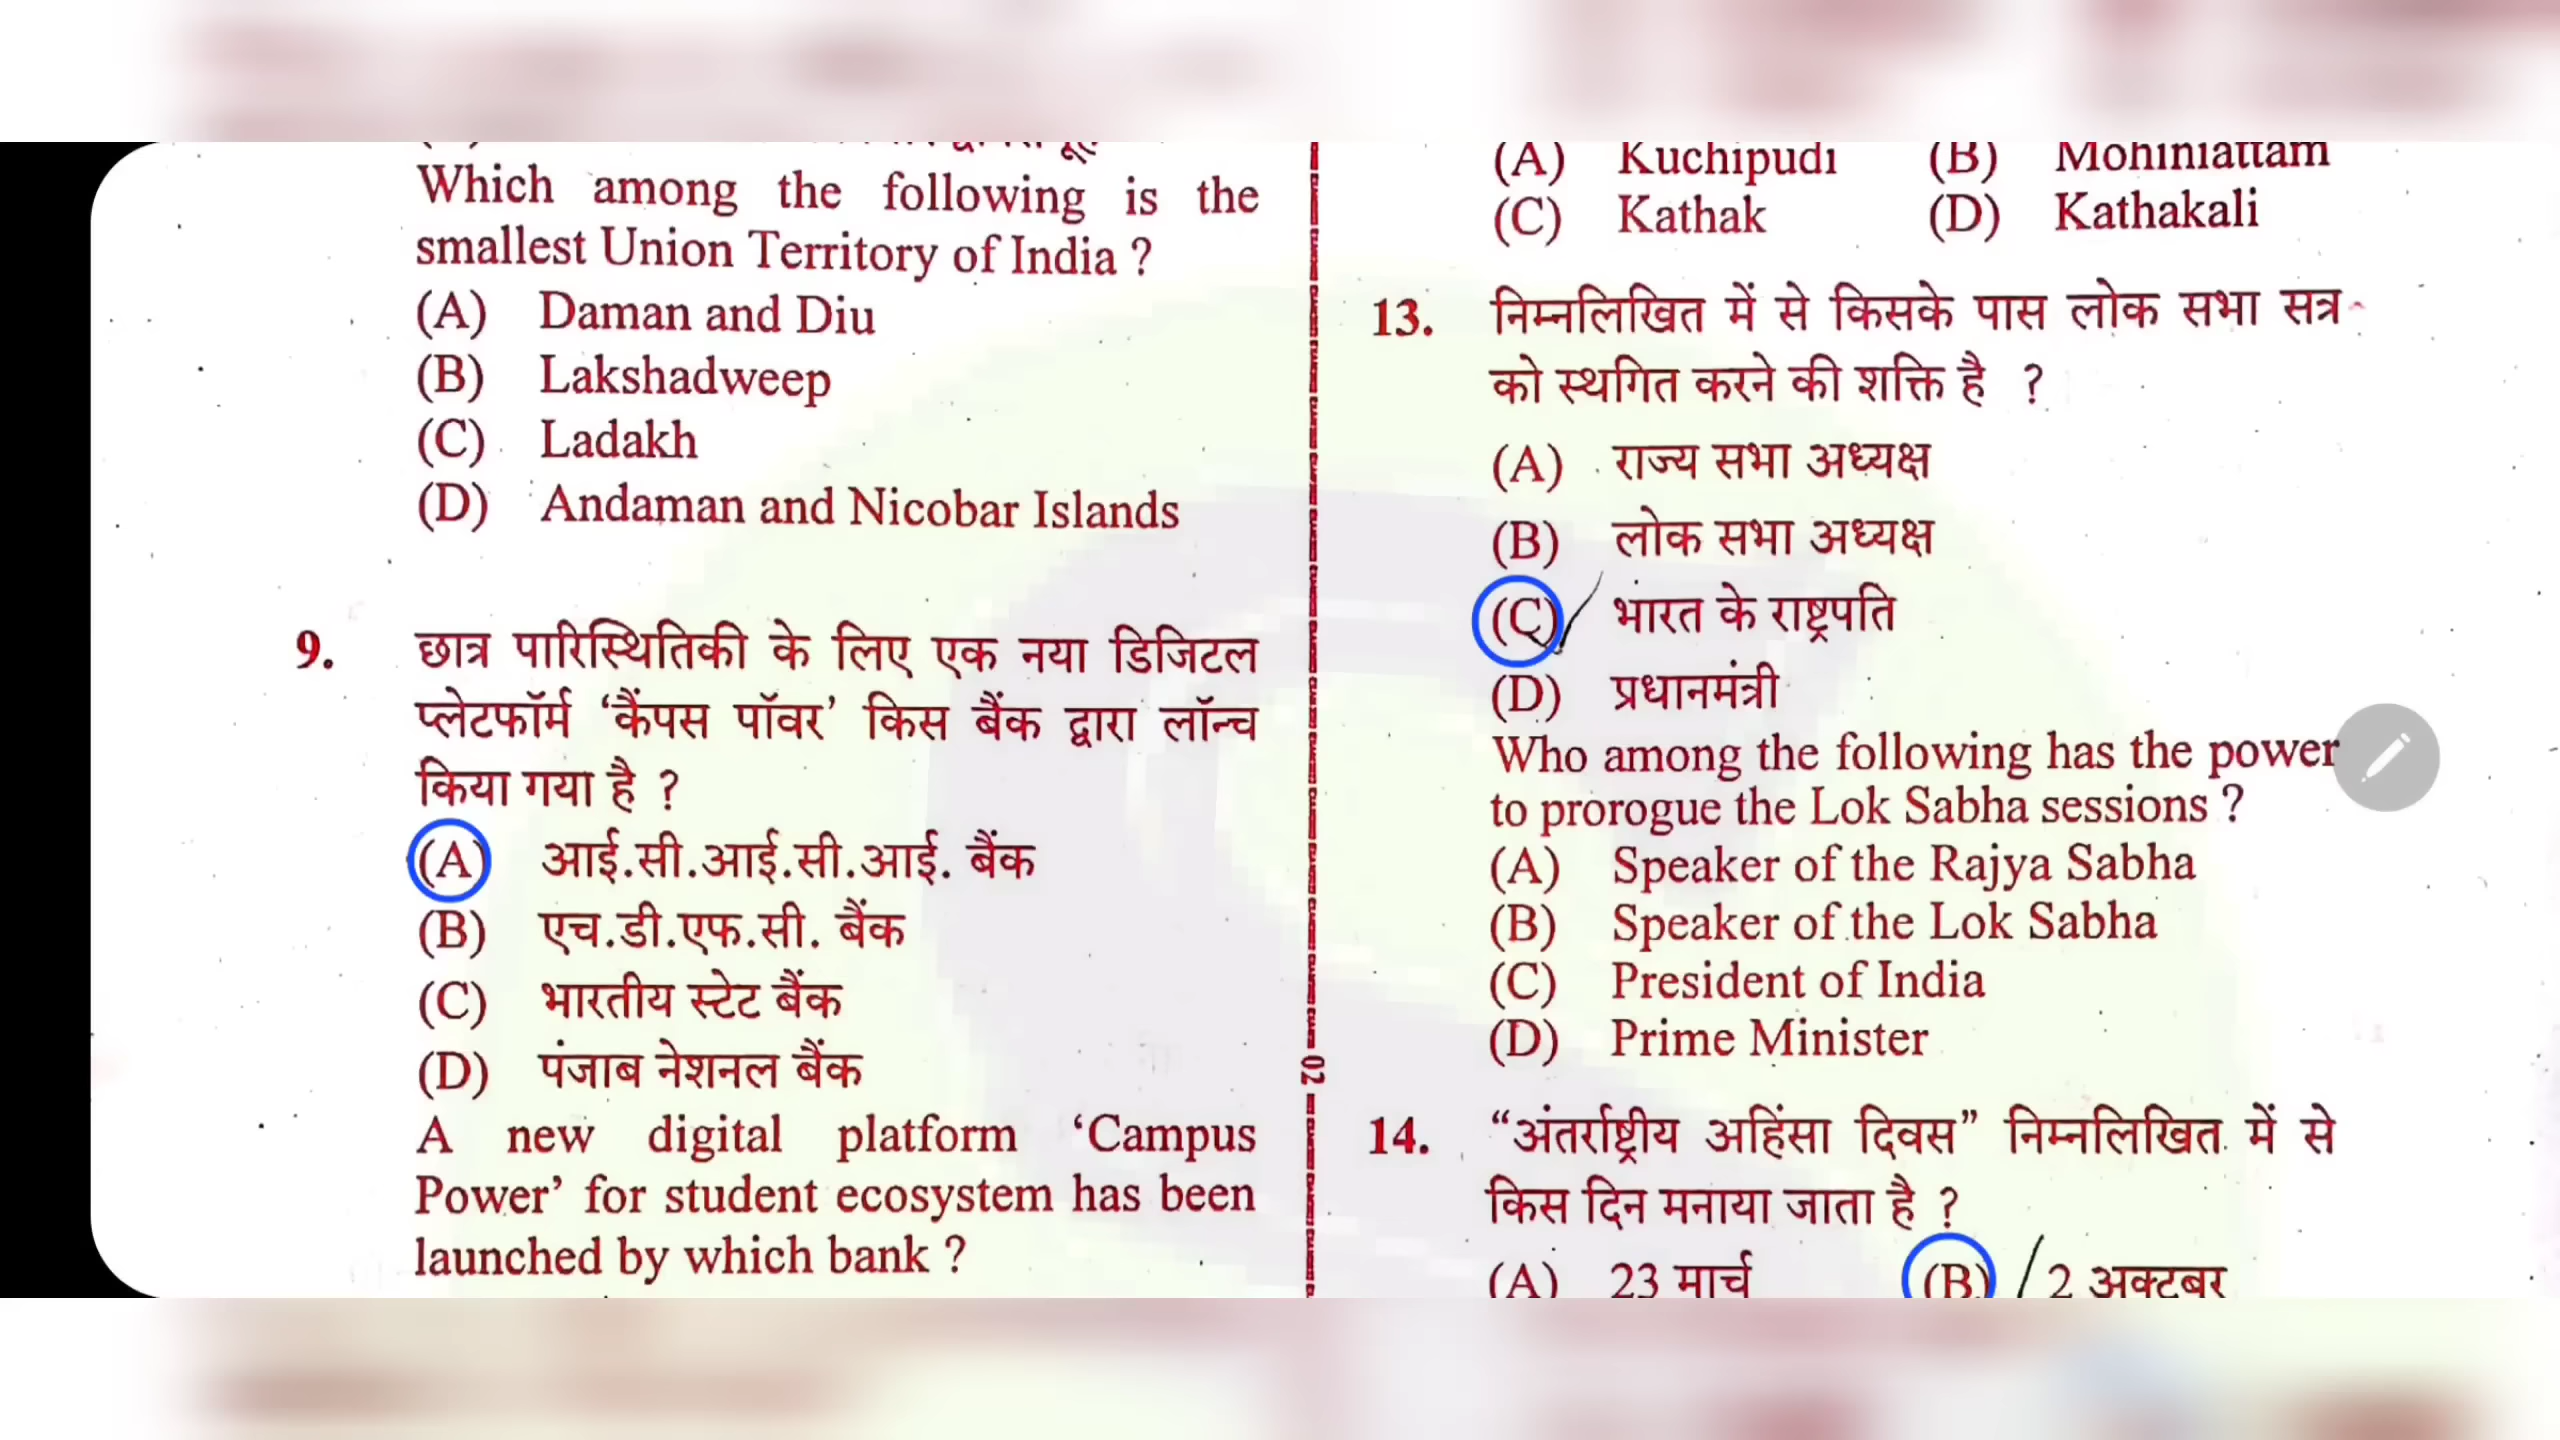 Which among the following is the
smallest Union Territory of India ?
(A) Daman and Diu
(B) Lakshadweep
(C) Ladakh
(D) Andaman and Nicobar Islands
9. छात्र पारिस्थितिकी के लिए एक नया डिजिटल
प्लेटफॉर्म ‘कैंपस पॉवर’ किस बैंक द्वारा लॉन्च
किया गया है ?
(A) आई.सी.आई.सी.आई. बैंक
(B) एच.डी.एफ.सी. बैंक
(C) भारतीय स्टेट बैंक
(D) पंजाब नेशनल बैंक
A new digital platform ‘Campus
Power’ for student ecosystem has been
launched by which bank ?
02
(A) Kuchipudi (B) Mohiniattam
(C) Kathak (D) Kathakali
13. निम्नलिखित में से किसके पास लोक सभा सत्र
को स्थगित करने की शक्ति है ?
(A) राज्य सभा अध्यक्ष
(B) लोक सभा अध्यक्ष
(C) भारत के राष्ट्रपति
(D) प्रधानमंत्री
Who among the following has the power
to prorogue the Lok Sabha sessions ?
(A) Speaker of the Rajya Sabha
(B) Speaker of the Lok Sabha
(C) President of India
(D) Prime Minister
14. “अंतर्राष्ट्रीय अहिंसा दिवस” निम्नलिखित में से
किस दिन मनाया जाता है ?
(A) 23 मार्च (B) 2 अक्टूबर